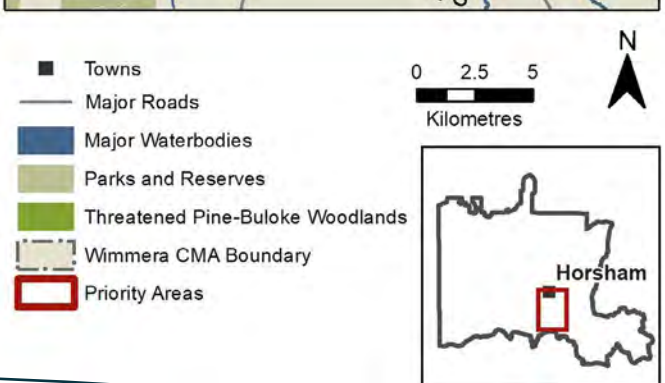 Towns
Major Roads
Major Waterbodies
Parks and Reserves
Threatened Pine-Buloke Woodlands
Wimmera CMA Boundary
Priority Areas
0 2.5 5
Kilometres
N
Horsham